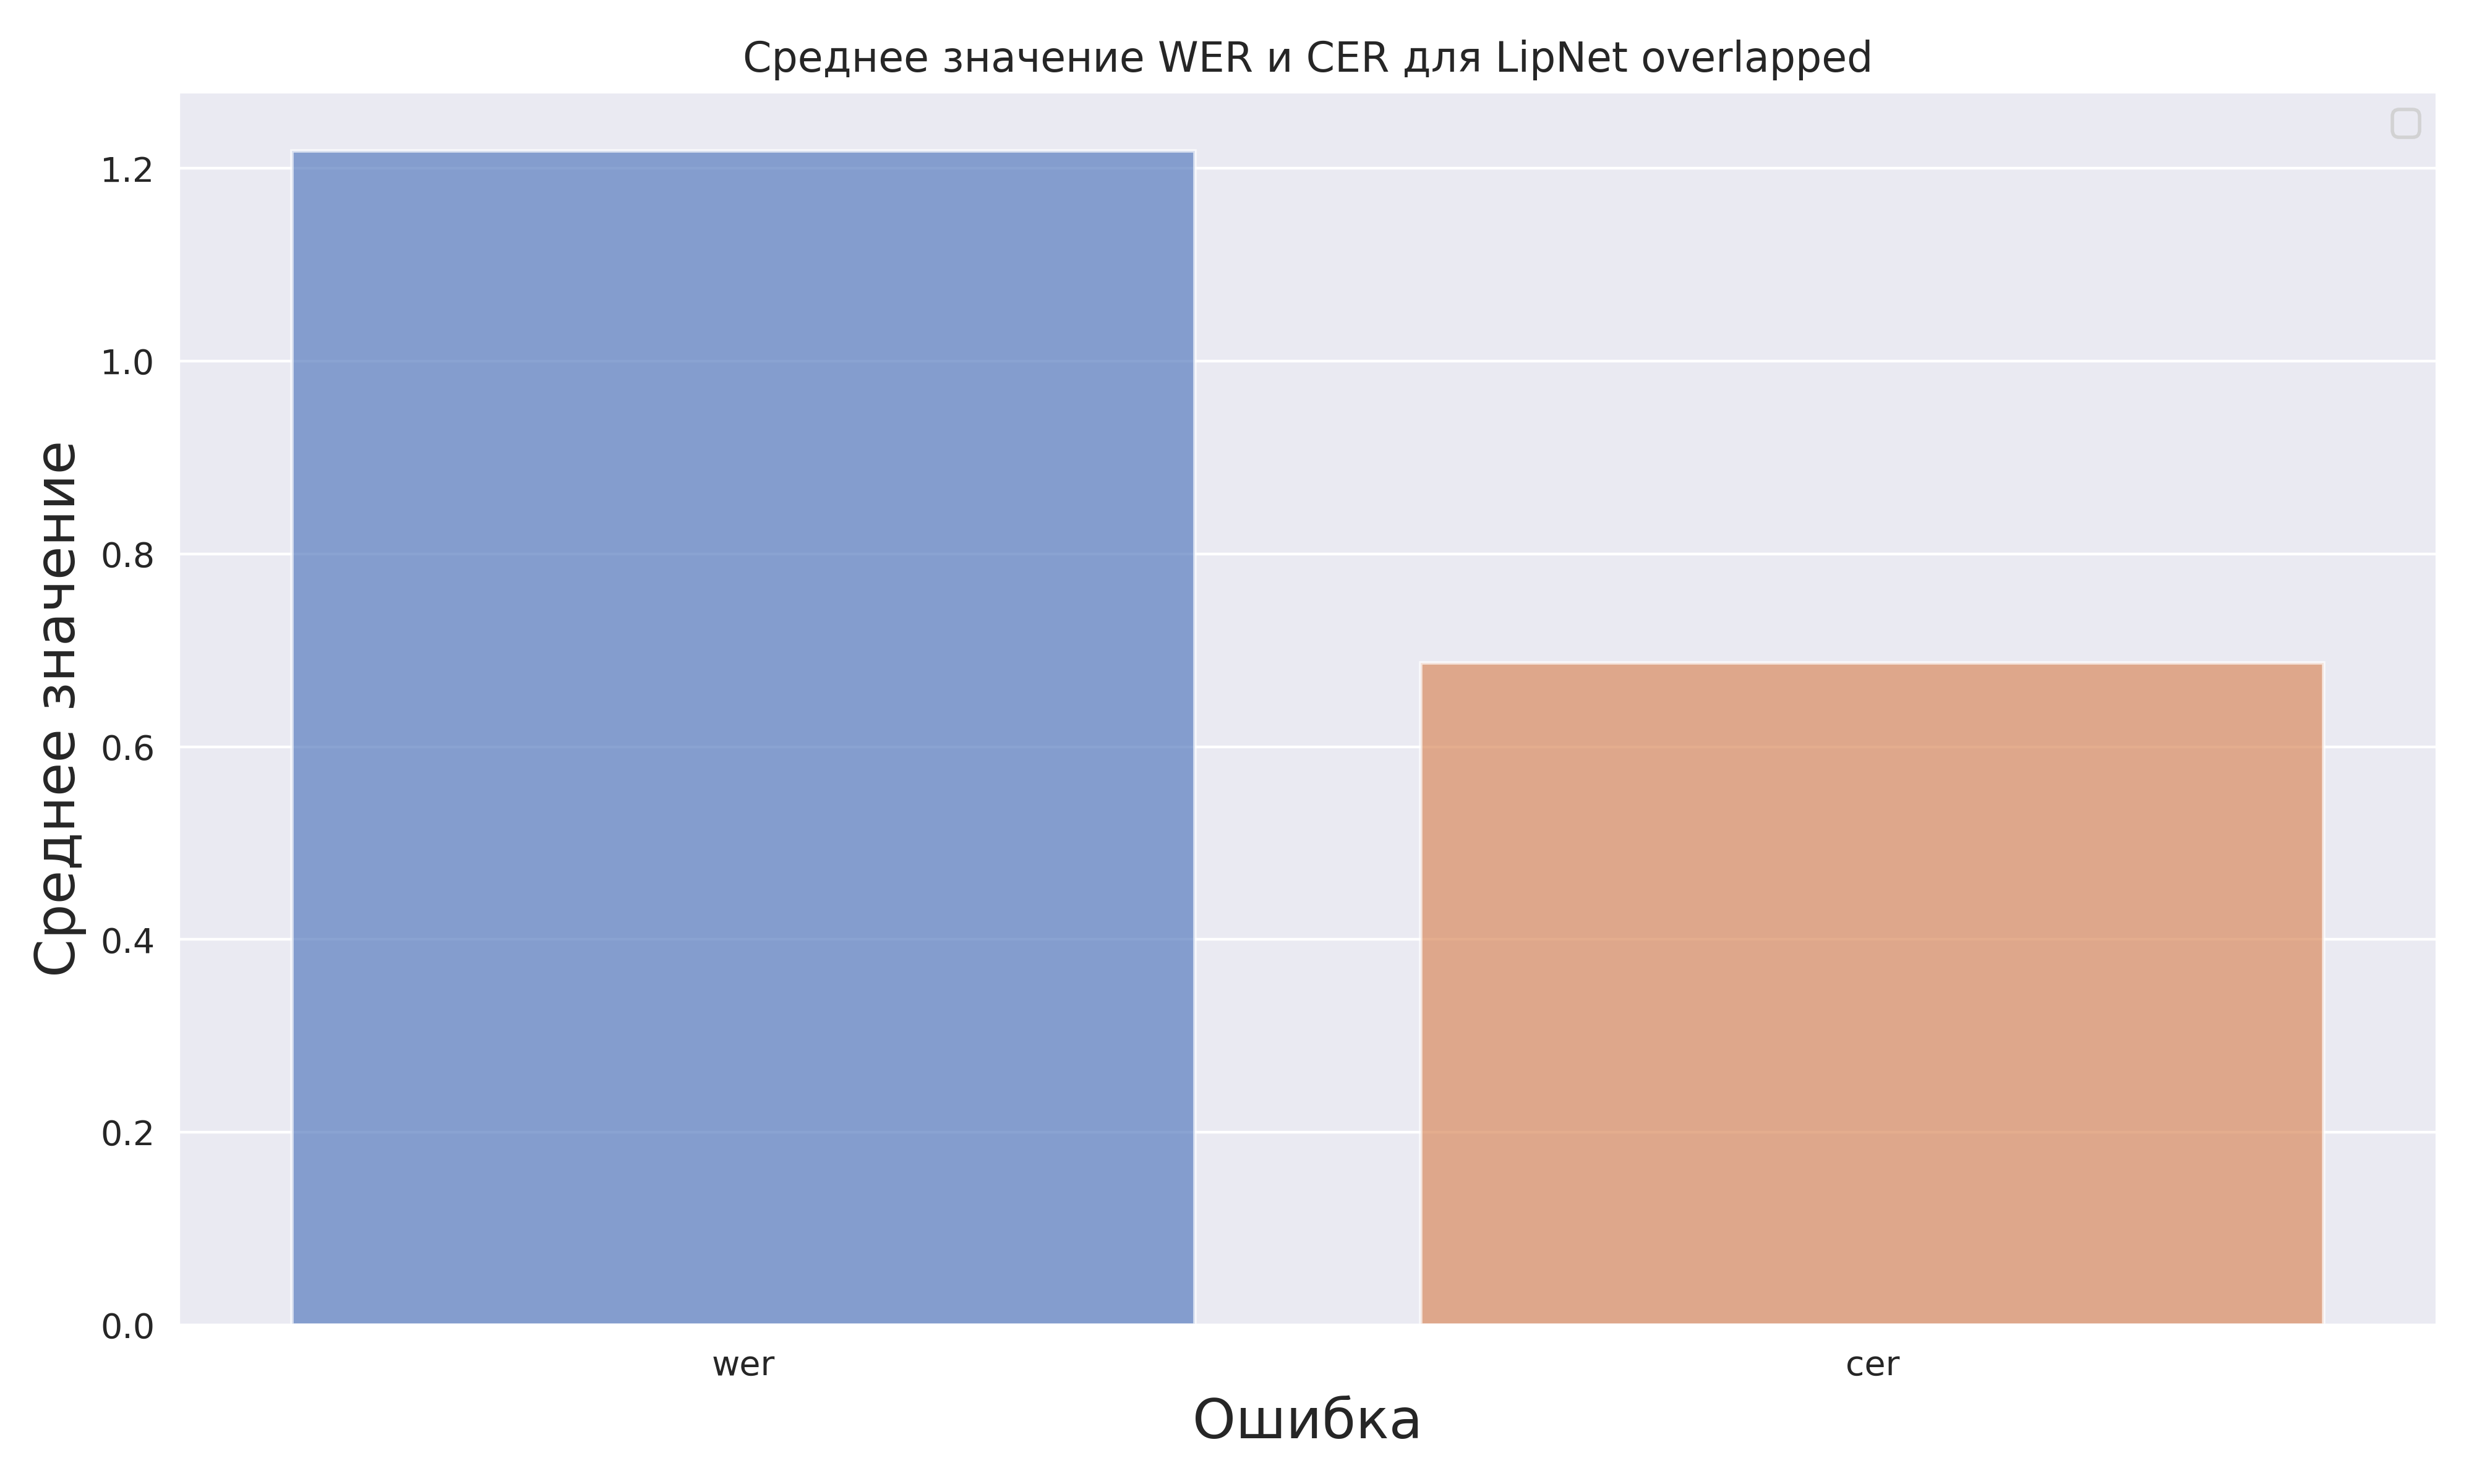 Среднее значение WER и CER для LipNet overlapped
Среднее значение
1.2
1.0
0.8
0.6
0.4
0.2
0.0
wer
cer
Ошибка